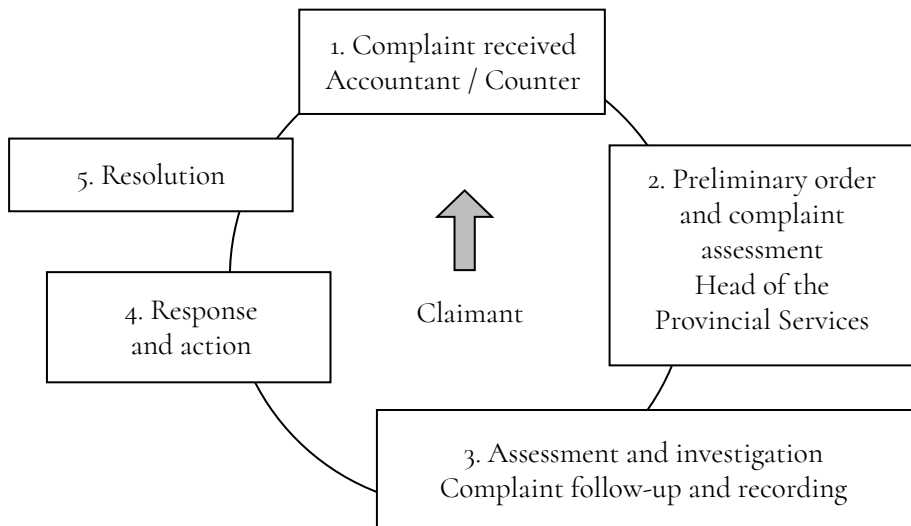 1. Complaint received
Accountant / Counter
2. Preliminary order
and complaint
assessment
Head of the
Provincial Services
3. Assessment and investigation
Complaint follow-up and recording
4. Response
and action
5. Resolution
Claimant